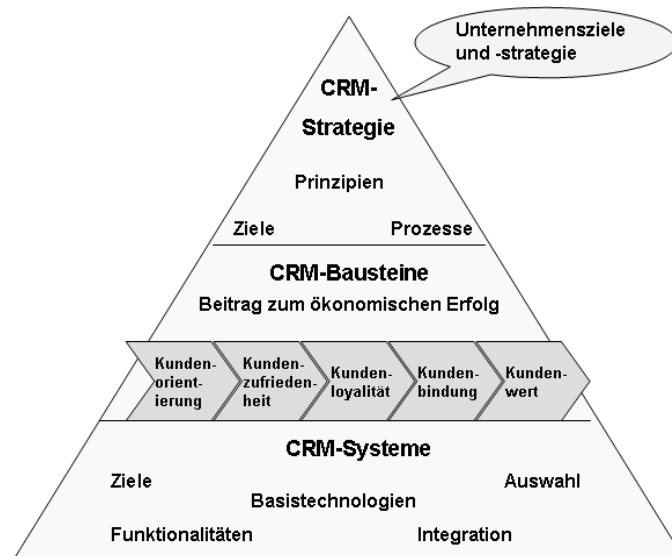 Unternehmensziele
und -strategie
CRM-
Strategie
Prinzipien
Ziele Prozesse
CRM-Bausteine
Beitrag zum ökonomischen Erfolg
Kunden-
orient-
ierung
Kunden-
zufrieden-
heit
Kunden-
loyalität
Kunden-
bindung
Kunden-
wert
CRM-Systeme
Ziele Auswahl
Basistechnologien
Funktionalitäten Integration